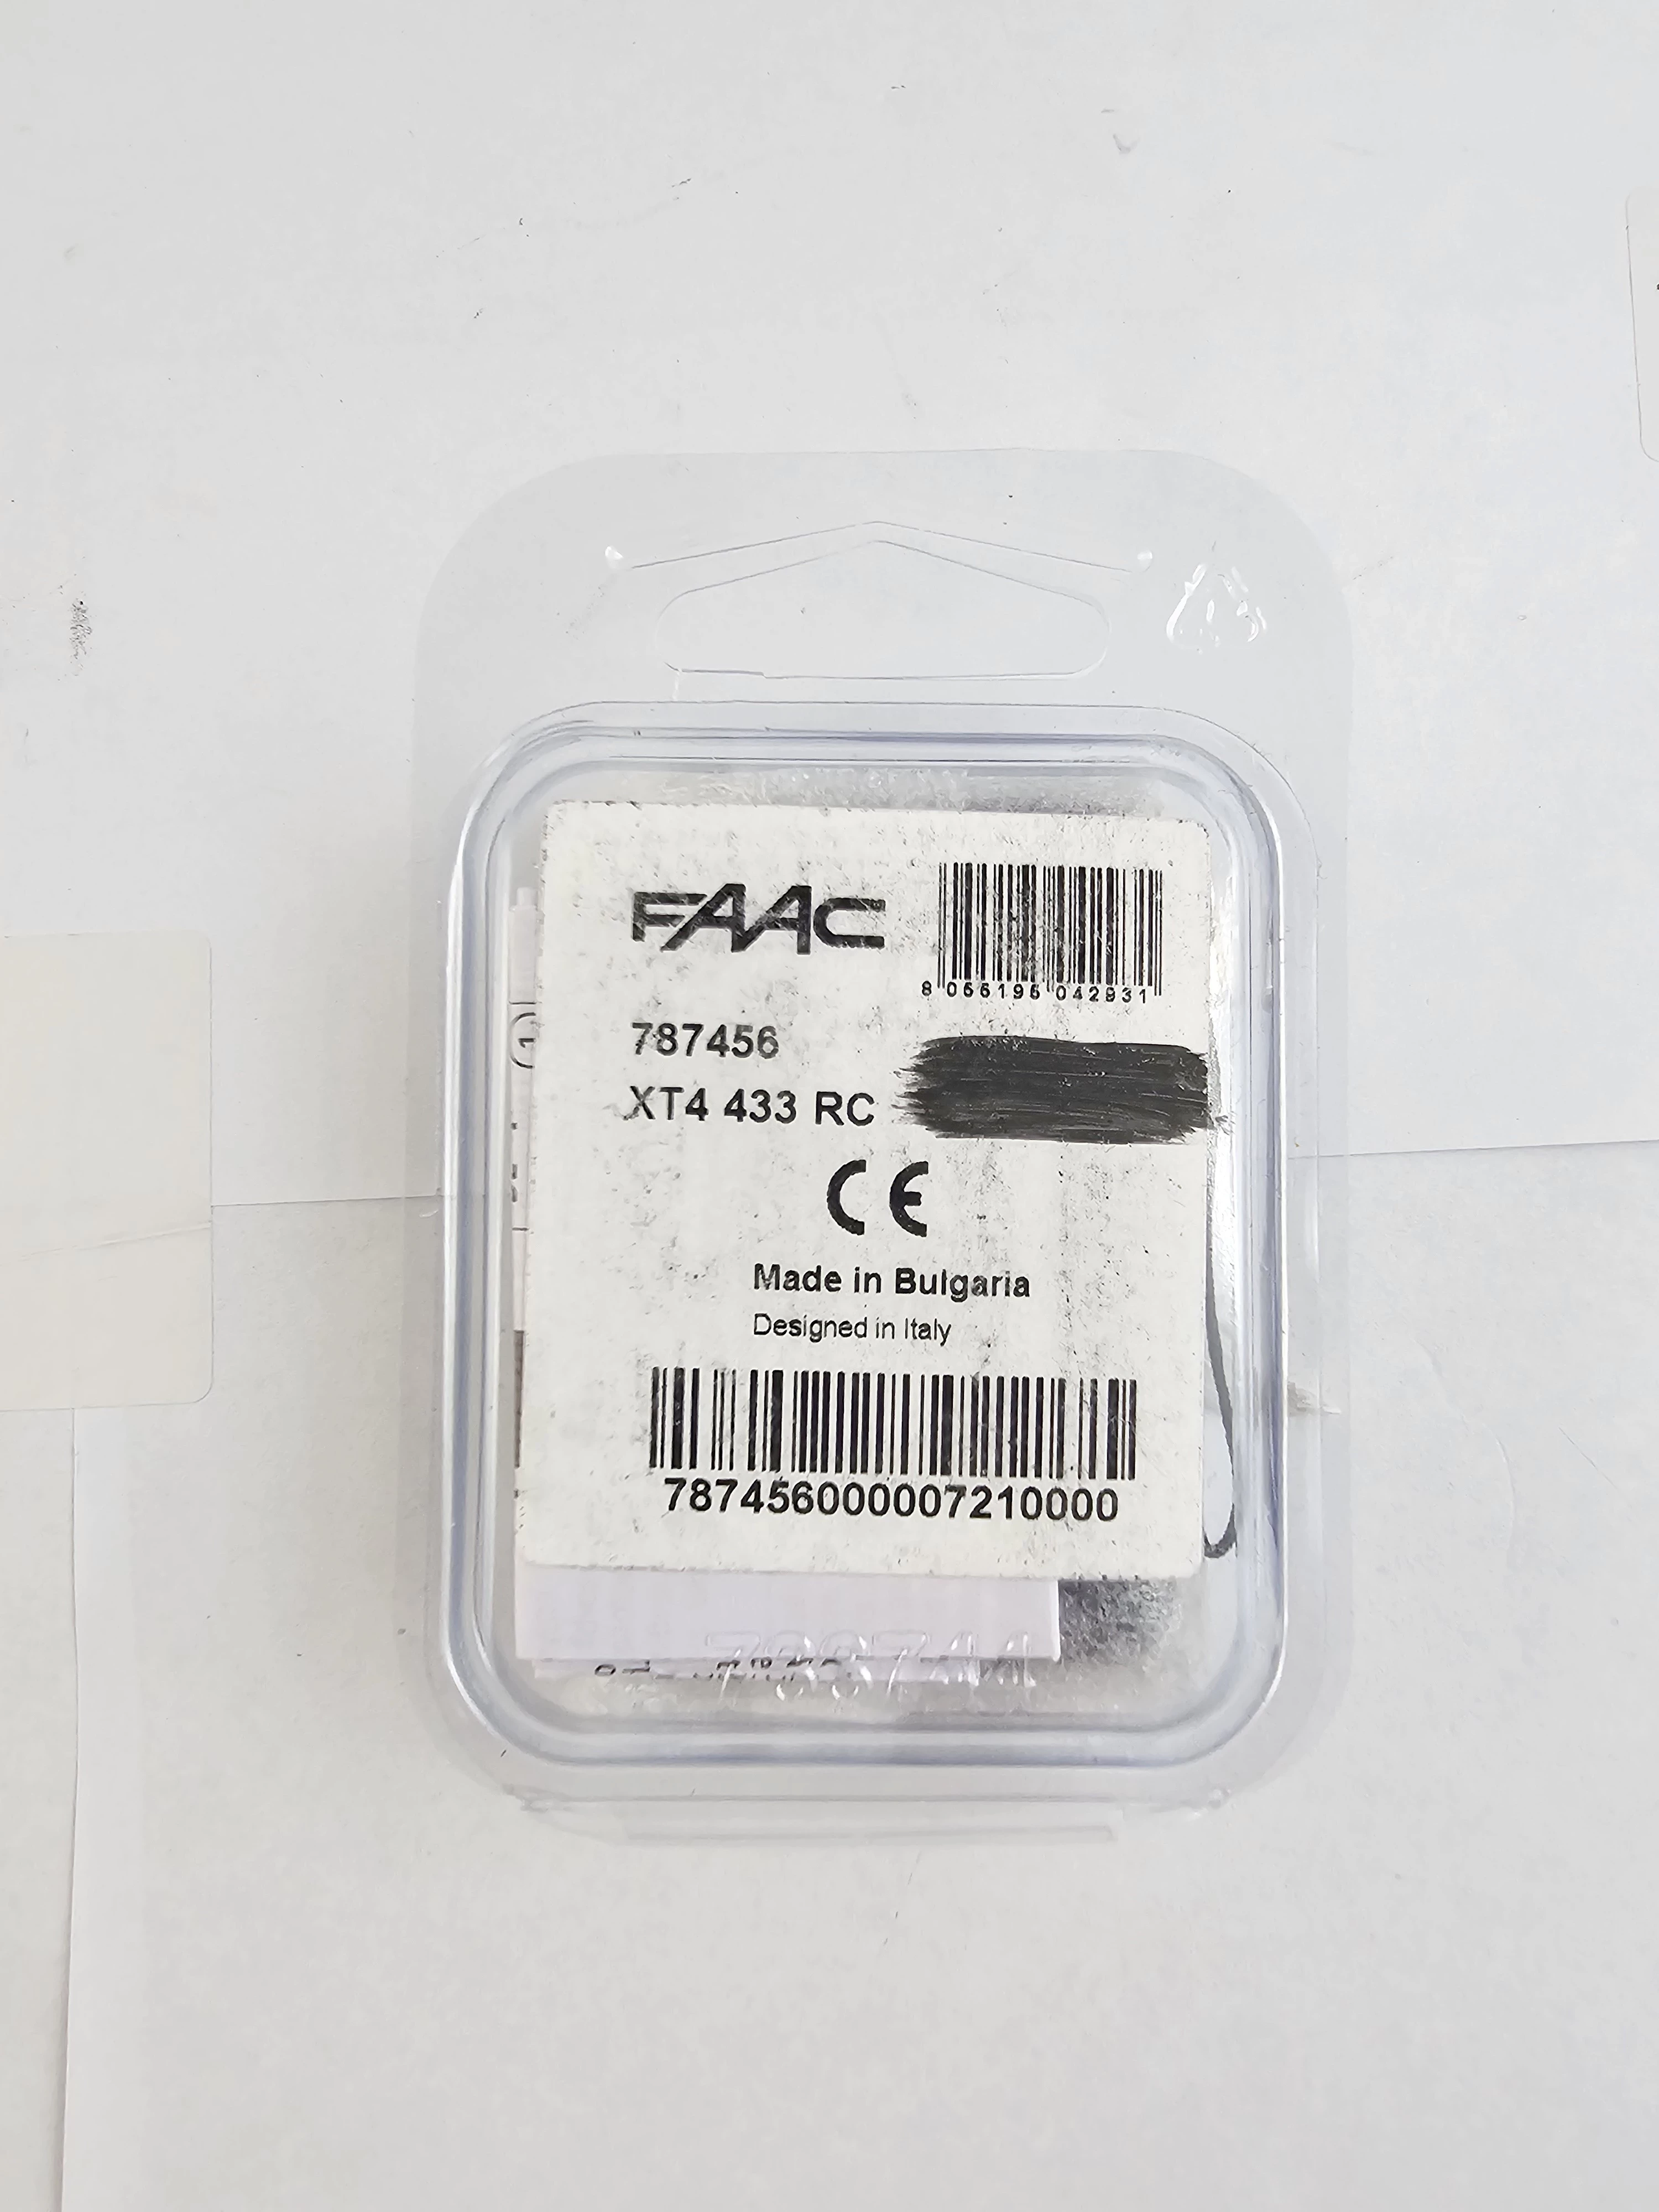 FAAC
8 056195 042931
787456
XT4 433 RC
CE
Made in Bulgaria
Designed in Italy
787456000007210000